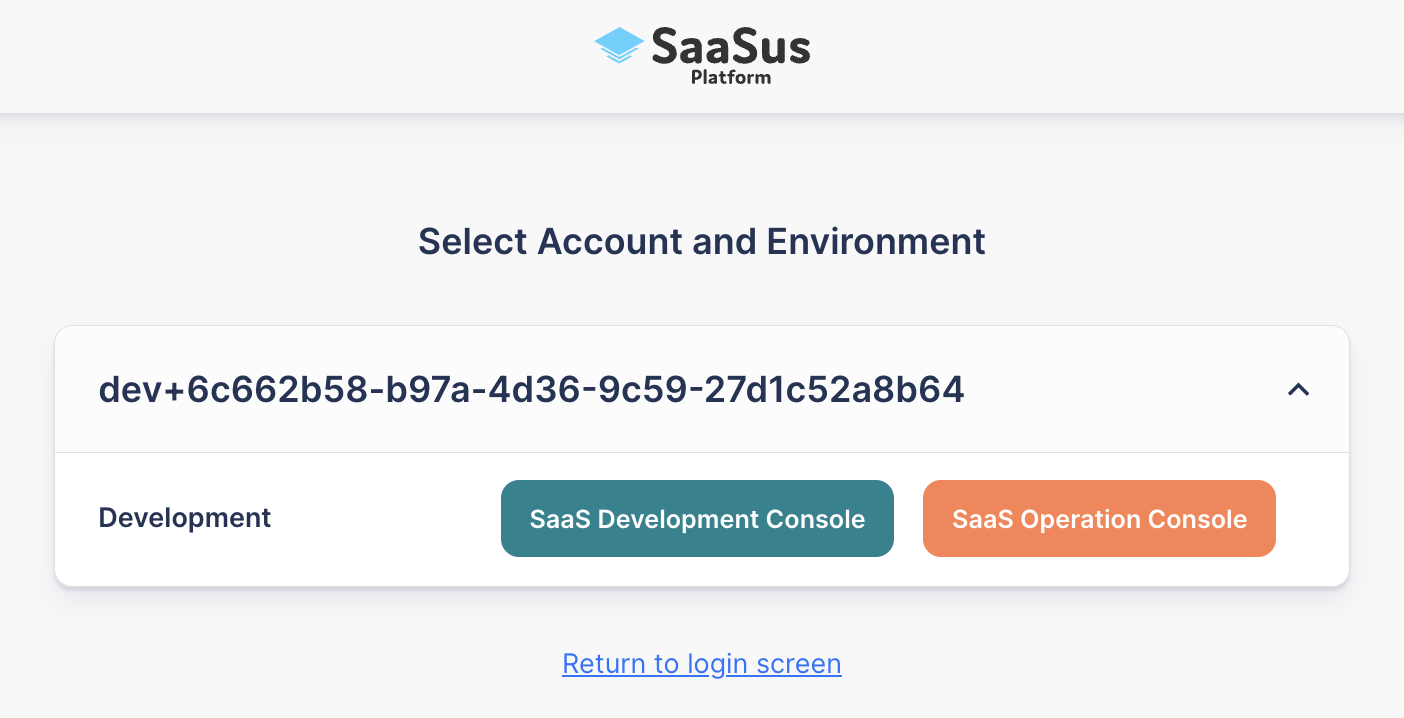 SaaSus
Platform
Select Account and Environment
dev+6c662b58-b97a-4d36-9c59-27d1c52a8b64
Development
SaaS Development Console
SaaS Operation Console
Return to login screen